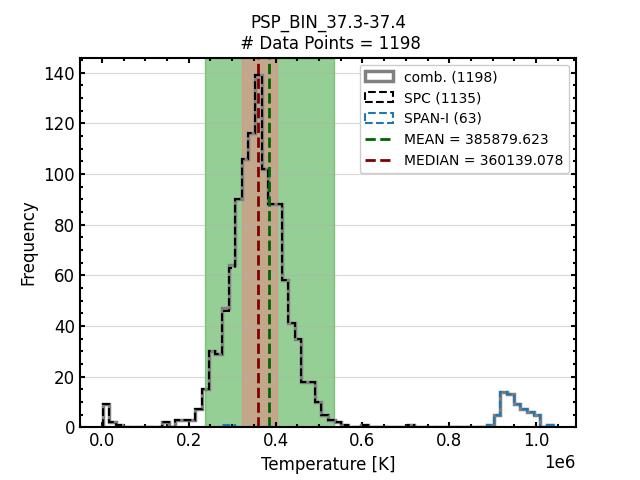 PSP_BIN_37.3-37.4
# Data Points = 1198
comb. (1198)
SPC (1135)
SPAN-I (63)
MEAN = 385879.623
MEDIAN = 360139.078
Frequency
140
120
100
80
60
40
20
0
0.0 0.2 0.4 0.6 0.8 1.0
1e6
Temperature [K]